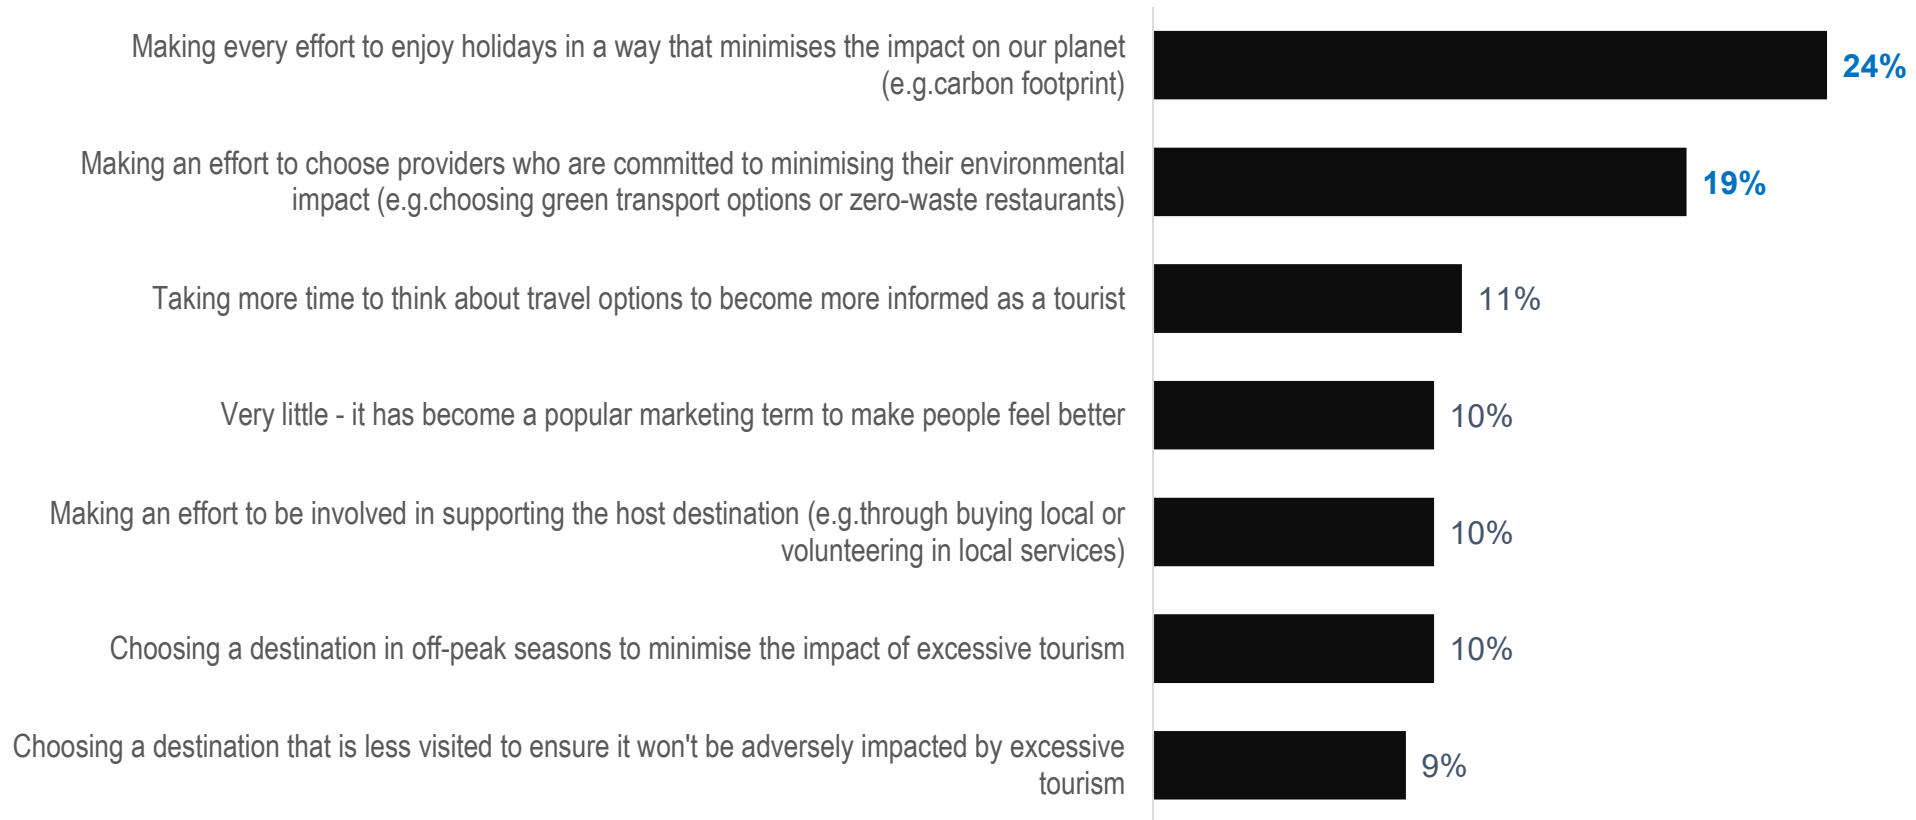 Making every effort to enjoy holidays in a way that minimises the impact on our planet
(e.g.carbon footprint)
24%
Making an effort to choose providers who are committed to minimising their environmental
impact (e.g.choosing green transport options or zero-waste restaurants)
19%
Taking more time to think about travel options to become more informed as a tourist
11%
Very little - it has become a popular marketing term to make people feel better
10%
Making an effort to be involved in supporting the host destination (e.g.through buying local or
volunteering in local services)
10%
Choosing a destination in off-peak seasons to minimise the impact of excessive tourism
10%
Choosing a destination that is less visited to ensure it won't be adversely impacted by excessive
tourism
9%